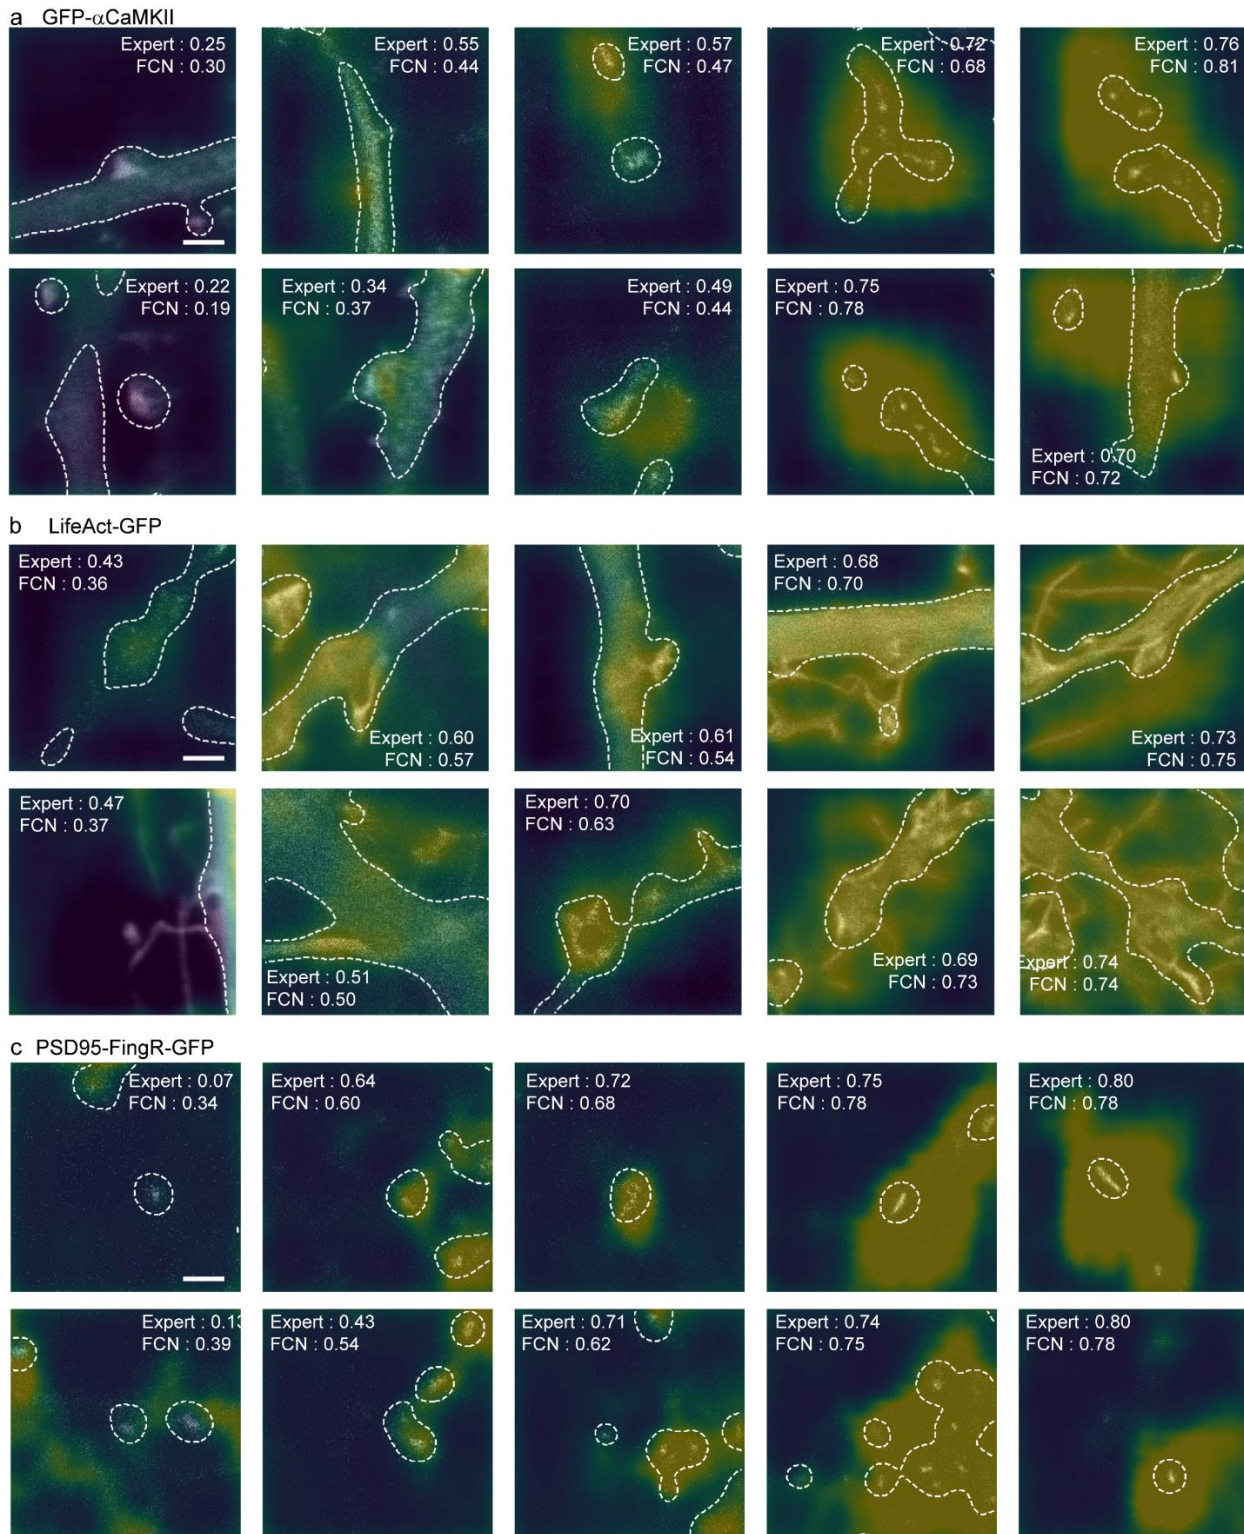 a GFP-αCaMKII
Expert : 0.25
FCN : 0.30
Expert : 0.55
FCN : 0.44
Expert : 0.57
FCN : 0.47
Expert : 0.72
FCN : 0.68
Expert : 0.76
FCN : 0.81
Expert : 0.22
FCN : 0.19
Expert : 0.34
FCN : 0.37
Expert : 0.49
FCN : 0.44
Expert : 0.75
FCN : 0.78
Expert : 0.70
FCN : 0.72
b LifeAct-GFP
Expert : 0.43
FCN : 0.36
Expert : 0.60
FCN : 0.57
Expert : 0.61
FCN : 0.54
Expert : 0.68
FCN : 0.70
Expert : 0.73
FCN : 0.75
Expert : 0.47
FCN : 0.37
Expert : 0.51
FCN : 0.50
Expert : 0.70
FCN : 0.63
Expert : 0.69
FCN : 0.73
Expert : 0.74
FCN : 0.74
c PSD95-FingR-GFP
Expert : 0.07
FCN : 0.34
Expert : 0.64
FCN : 0.60
Expert : 0.72
FCN : 0.68
Expert : 0.75
FCN : 0.78
Expert : 0.80
FCN : 0.78
Expert : 0.13
FCN : 0.39
Expert : 0.43
FCN : 0.54
Expert : 0.71
FCN : 0.62
Expert : 0.74
FCN : 0.75
Expert : 0.80
FCN : 0.78